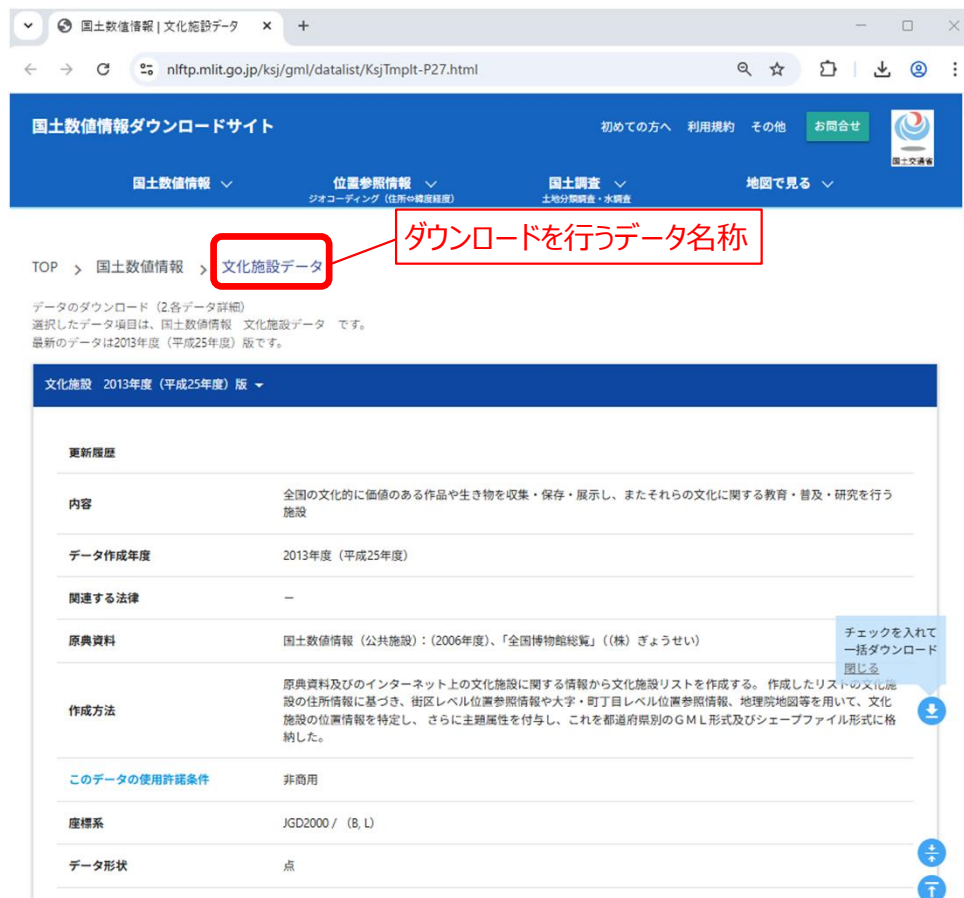 国土数値情報 | 文化施設データ
nlftp.mlit.go.jp/ksj/gml/datalist/KsjTmplt-P27.html
国土数値情報ダウンロードサイト
初めての方へ 利用規約 その他 お問合せ
国土交通省
国土数値情報 位置参照情報 国土調査 地図で見る
ジオコーディング（住所⇔緯度経度） 土地分類調査・水調査
ダウンロードを行うデータ名称
TOP > 国土数値情報 > 文化施設データ
データのダウンロード（2.各データ詳細）
選択したデータ項目は、国土数値情報 文化施設データ です。
最新のデータは2013年度（平成25年度）版です。
文化施設 2013年度（平成25年度）版
更新履歴
内容 全国の文化的に価値のある作品や生き物を収集・保存・展示し、またそれらの文化に関する教育・普及・研究を行う
施設
データ作成年度 2013年度（平成25年度）
関連する法律 －
原典資料 国土数値情報（公共施設）：（2006年度）、「全国博物館総覧」（（株）ぎょうせい）
チェックを入れて
一括ダウンロード
閉じる
作成方法 原典資料及びのインターネット上の文化施設に関する情報から文化施設リストを作成する。 作成したリストの文化施
設の住所情報に基づき、街区レベル位置参照情報や大字・町丁目レベル位置参照情報、地理院地図等を用いて、文化
施設の位置情報を特定し、 さらに主題属性を付与し、これを都道府県別のＧＭＬ形式及びシェープファイル形式に格
納した。
このデータの使用許諾条件 非商用
座標系 JGD2000 / （B, L）
データ形状 点